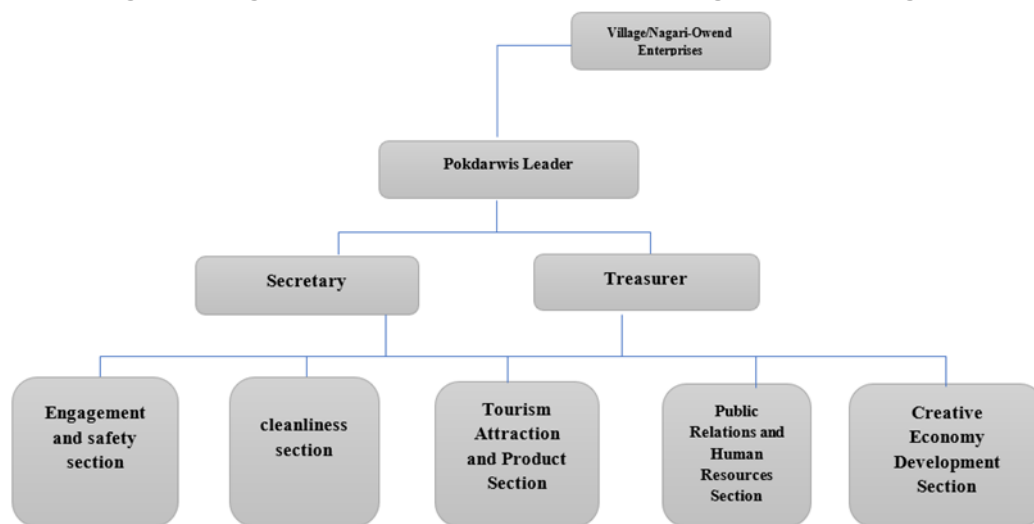 Village/Nagari-Owend
Enterprises
Pokdarwis Leader
Secretary
Treasurer
Engagement
and safety
section
cleanliness
section
Tourism
Attraction
and Product
Section
Public
Relations and
Human
Resources
Section
Creative
Economy
Development
Section